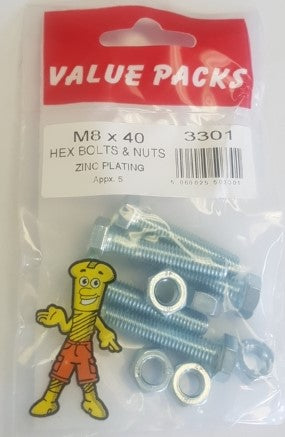 VALUE PACKS
M8 x 40 3301
HEX BOLTS & NUTS
ZINC PLATING
Appx. 5